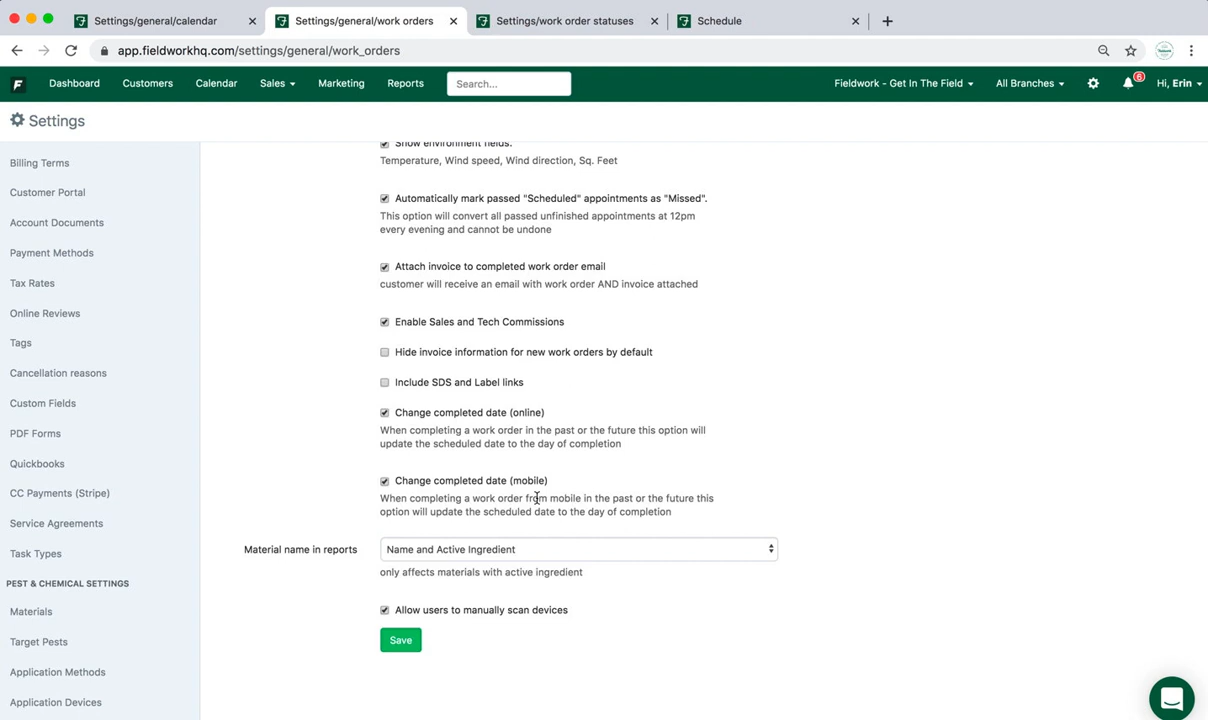 Settings/general/calendar
Settings/general/work orders
Settings/work order statuses
Schedule
app.fieldworkhq.com/settings/general/work_orders
F
Dashboard
Customers
Calendar
Sales
Marketing
Reports
Search...
Fieldwork - Get In The Field
All Branches
6
Hi, Erin
Settings
Billing Terms
Customer Portal
Account Documents
Payment Methods
Tax Rates
Online Reviews
Tags
Cancellation reasons
Custom Fields
PDF Forms
Quickbooks
CC Payments (Stripe)
Service Agreements
Task Types
PEST & CHEMICAL SETTINGS
Materials
Target Pests
Application Methods
Application Devices
Show environment fields:
Temperature, Wind speed, Wind direction, Sq. Feet
Automatically mark passed "Scheduled" appointments as "Missed".
This option will convert all passed unfinished appointments at 12pm
every evening and cannot be undone
Attach invoice to completed work order email
customer will receive an email with work order AND invoice attached
Enable Sales and Tech Commissions
Hide invoice information for new work orders by default
Include SDS and Label links
Change completed date (online)
When completing a work order in the past or the future this option will
update the scheduled date to the day of completion
Change completed date (mobile)
When completing a work order from mobile in the past or the future this
option will update the scheduled date to the day of completion
Material name in reports
Name and Active Ingredient
only affects materials with active ingredient
Allow users to manually scan devices
Save